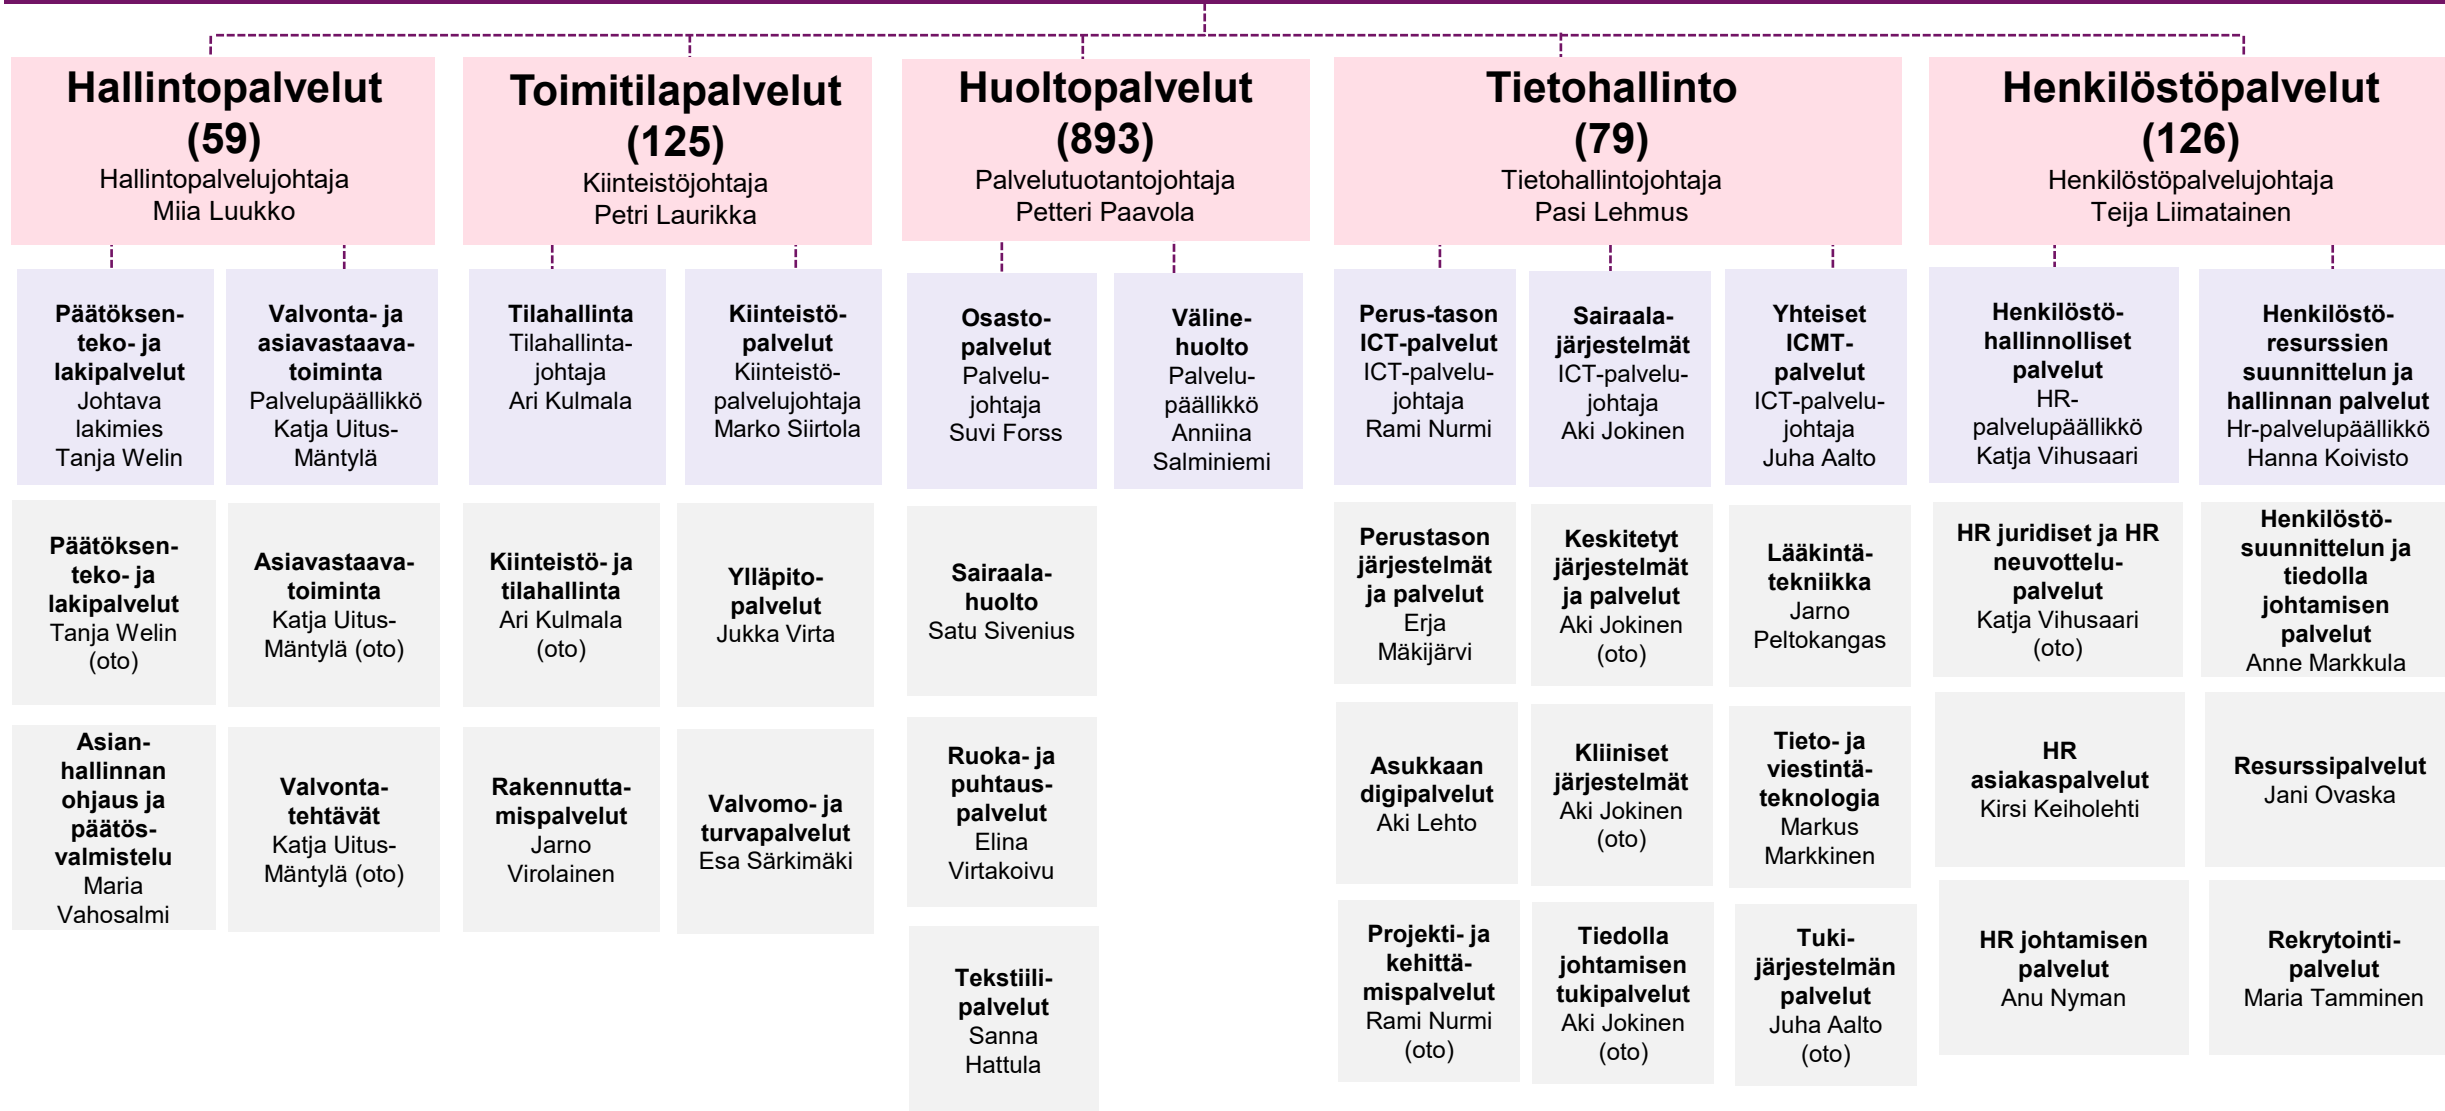 Hallintopalvelut
(59)
Hallintopalvelujohtaja
Miia Luukko
Toimitilapalvelut
(125)
Kiinteistöjohtaja
Petri Laurikka
Huoltopalvelut
(893)
Palvelutuotantojohtaja
Petteri Paavola
Tietohallinto
(79)
Tietohallintojohtaja
Pasi Lehmus
Henkilöstöpalvelut
(126)
Henkilöstöpalvelujohtaja
Teija Liimatainen
Päätöksen-
teko- ja
lakipalvelut
Johtava
lakimies
Tanja Welin
Valvonta- ja
asiavastaava-
toiminta
Palvelupäällikkö
Katja Uitus-
Mäntylä
Tilahallinta
Tilahallinta-
johtaja
Ari Kulmala
Kiinteistö-
palvelut
Kiinteistö-
palvelujohtaja
Marko Siirtola
Osasto-
palvelut
Palvelu-
johtaja
Suvi Forss
Väline-
huolto
Palvelu-
päällikkö
Anniina
Salminiemi
Perus-tason
ICT-palvelut
ICT-palvelu-
johtaja
Rami Nurmi
Sairaala-
järjestelmät
ICT-palvelu-
johtaja
Aki Jokinen
Yhteiset
ICMT-
palvelut
ICT-palvelu-
johtaja
Juha Aalto
Henkilöstö-
hallinnolliset
palvelut
HR-
palvelupäällikkö
Katja Vihusaari
Henkilöstö-
resurssien
suunnittelun ja
hallinnan palvelut
Hr-palvelupäällikkö
Hanna Koivisto
Päätöksen-
teko- ja
lakipalvelut
Tanja Welin
(oto)
Asiavastaava-
toiminta
Katja Uitus-
Mäntylä (oto)
Kiinteistö- ja
tilahallinta
Ari Kulmala
(oto)
Ylläpito-
palvelut
Jukka Virta
Sairaala-
huolto
Satu Sivenius
Perustason
järjestelmät
ja palvelut
Erja
Mäkijärvi
Keskitetyt
järjestelmät
ja palvelut
Aki Jokinen
(oto)
Lääkintä-
tekniikka
Jarno
Peltokangas
HR juridiset ja HR
neuvottelu-
palvelut
Katja Vihusaari
(oto)
Henkilöstö-
suunnittelun ja
tiedolla
johtamisen
palvelut
Anne Markkula
Asian-
hallinnan
ohjaus ja
päätös-
valmistelu
Maria
Vahosalmi
Valvonta-
tehtävät
Katja Uitus-
Mäntylä (oto)
Rakennutta-
mispalvelut
Jarno
Virolainen
Valvomo- ja
turvapalvelut
Esa Särkimäki
Ruoka- ja
puhtaus-
palvelut
Elina
Virtakoivu
Asukkaan
digipalvelut
Aki Lehto
Kliiniset
järjestelmät
Aki Jokinen
(oto)
Tieto- ja
viestintä-
teknologia
Markus
Markkinen
HR
asiakaspalvelut
Kirsi Keiholehti
Resurssipalvelut
Jani Ovaska
Tekstiili-
palvelut
Sanna
Hattula
Projekti- ja
kehittä-
mispalvelut
Rami Nurmi
(oto)
Tiedolla
johtamisen
tukipalvelut
Aki Jokinen
(oto)
Tuki-
järjestelmän
palvelut
Juha Aalto
(oto)
HR johtamisen
palvelut
Anu Nyman
Rekrytointi-
palvelut
Maria Tamminen